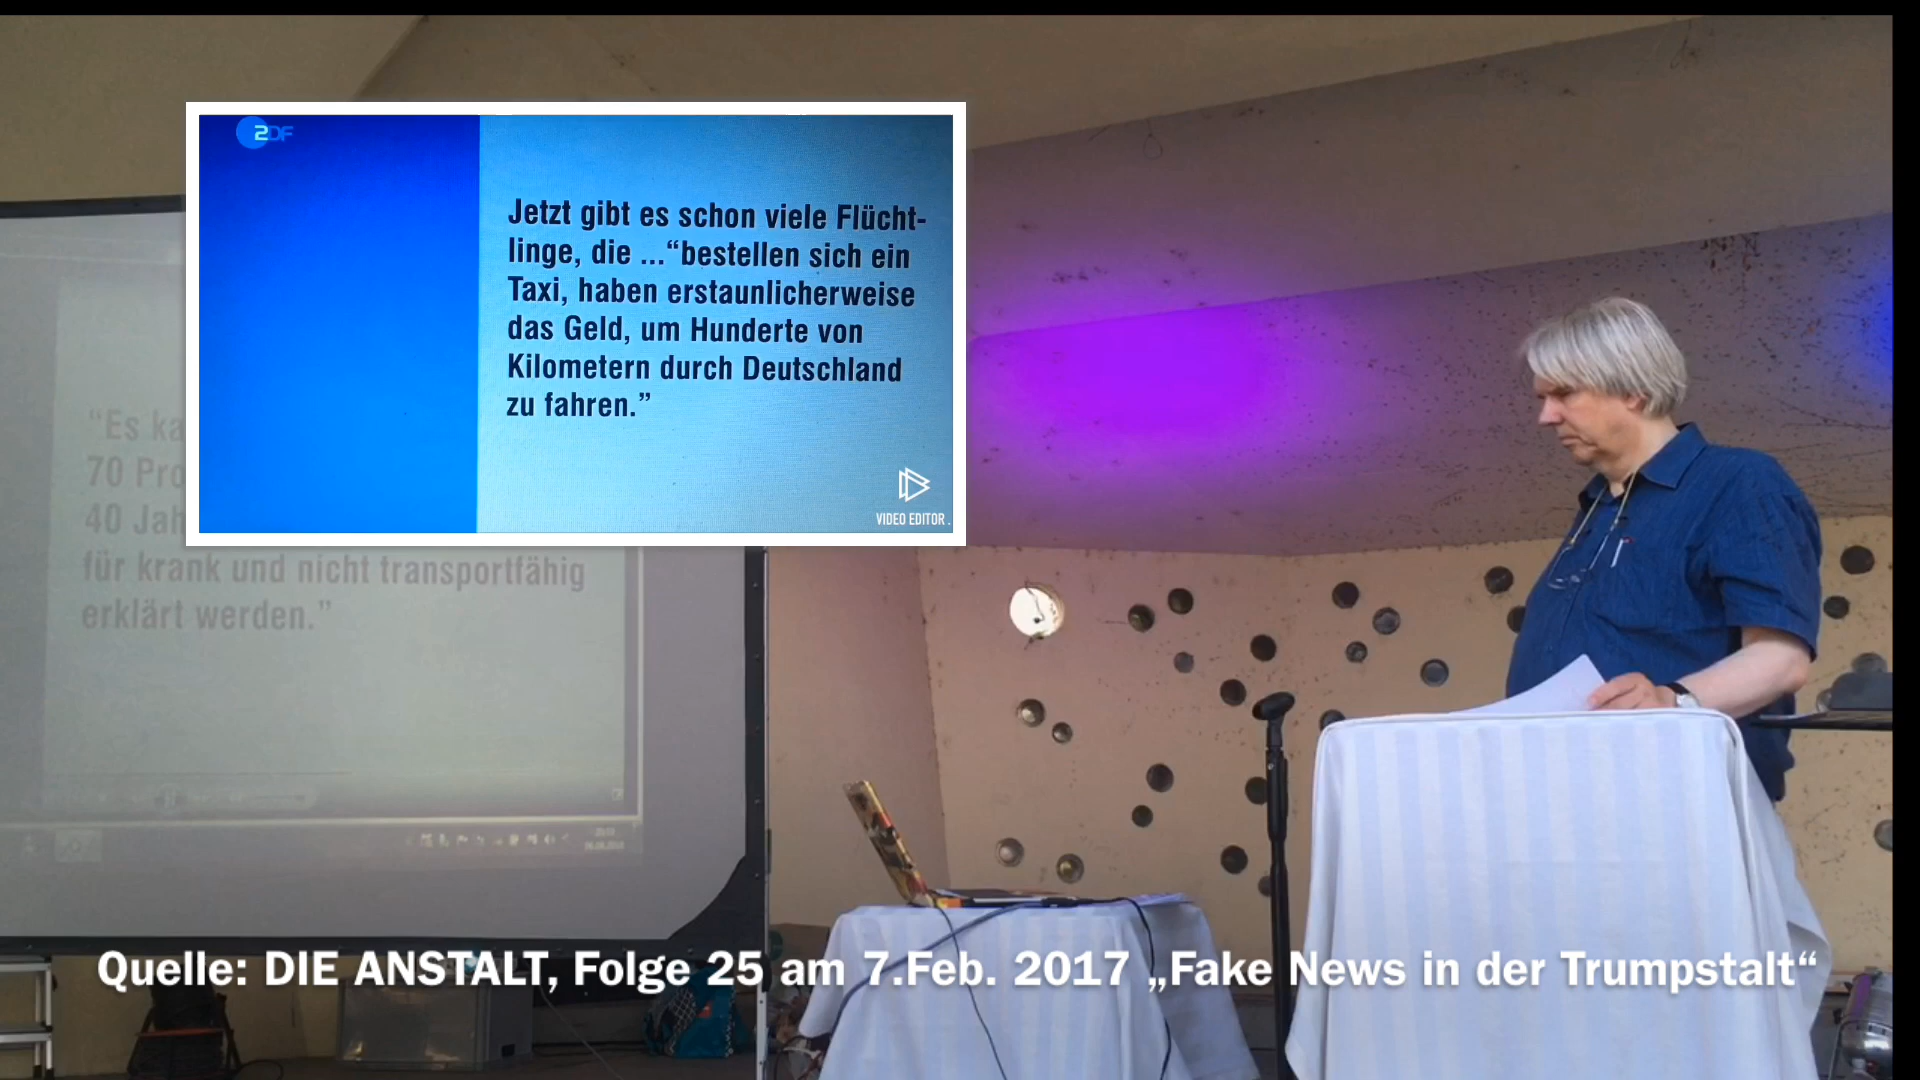 2DF
Jetzt gibt es schon viele Flücht-
linge, die ...“bestellen sich ein
Taxi, haben erstaunlicherweise
das Geld, um Hunderte von
Kilometern durch Deutschland
zu fahren.”
VIDEO EDITOR.
“Es ka
70 Pro
40 Jah
für krank und nicht transportfähig
erklärt werden.”
Quelle: DIE ANSTALT, Folge 25 am 7.Feb. 2017 „Fake News in der Trumpstalt“